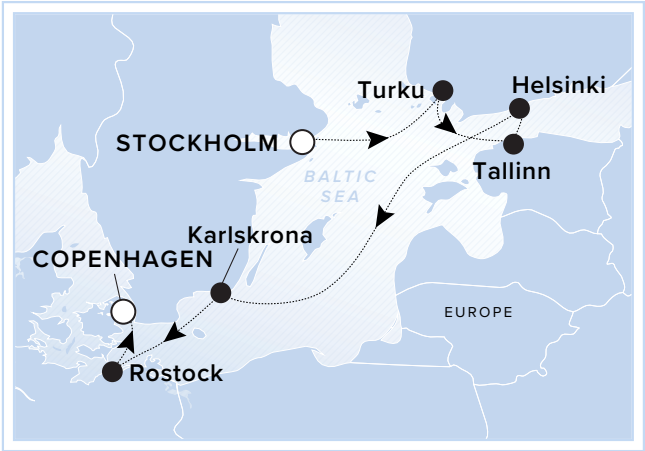 Turku
Helsinki
STOCKHOLM
Tallinn
BALTIC
SEA
Karlskrona
COPENHAGEN
EUROPE
Rostock